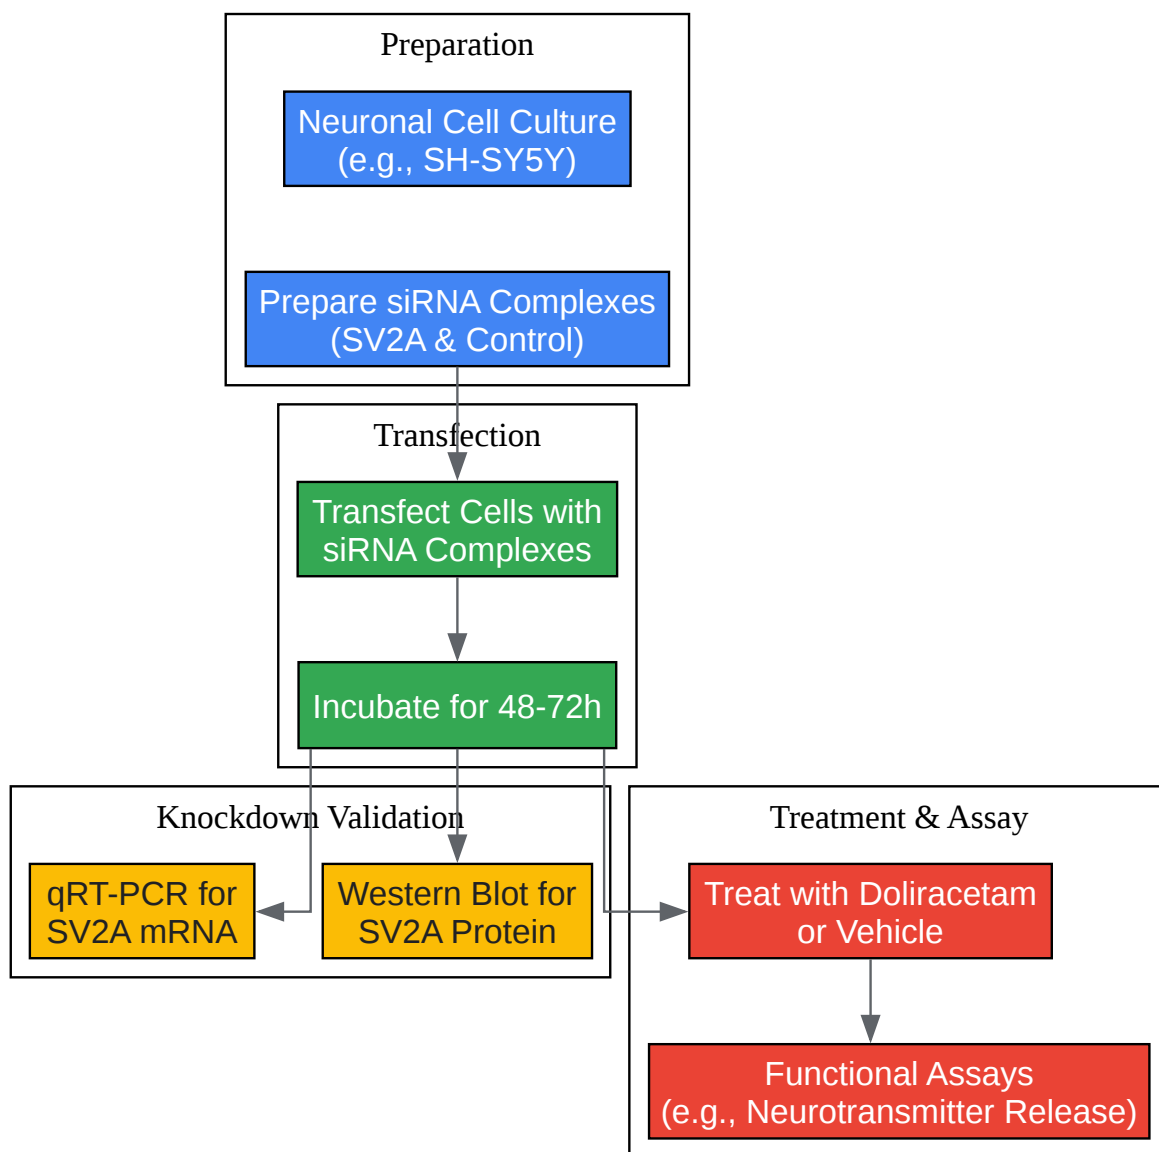 Preparation
Neuronal Cell Culture
(e.g., SH-SY5Y)
Prepare siRNA Complexes
(SV2A & Control)
Transfection
Transfect Cells with
siRNA Complexes
Incubate for 48-72h
Knockdown Validation
qRT-PCR for
SV2A mRNA
Western Blot for
SV2A Protein
Treatment & Assay
Treat with Doliracetam
or Vehicle
Functional Assays
(e.g., Neurotransmitter Release)